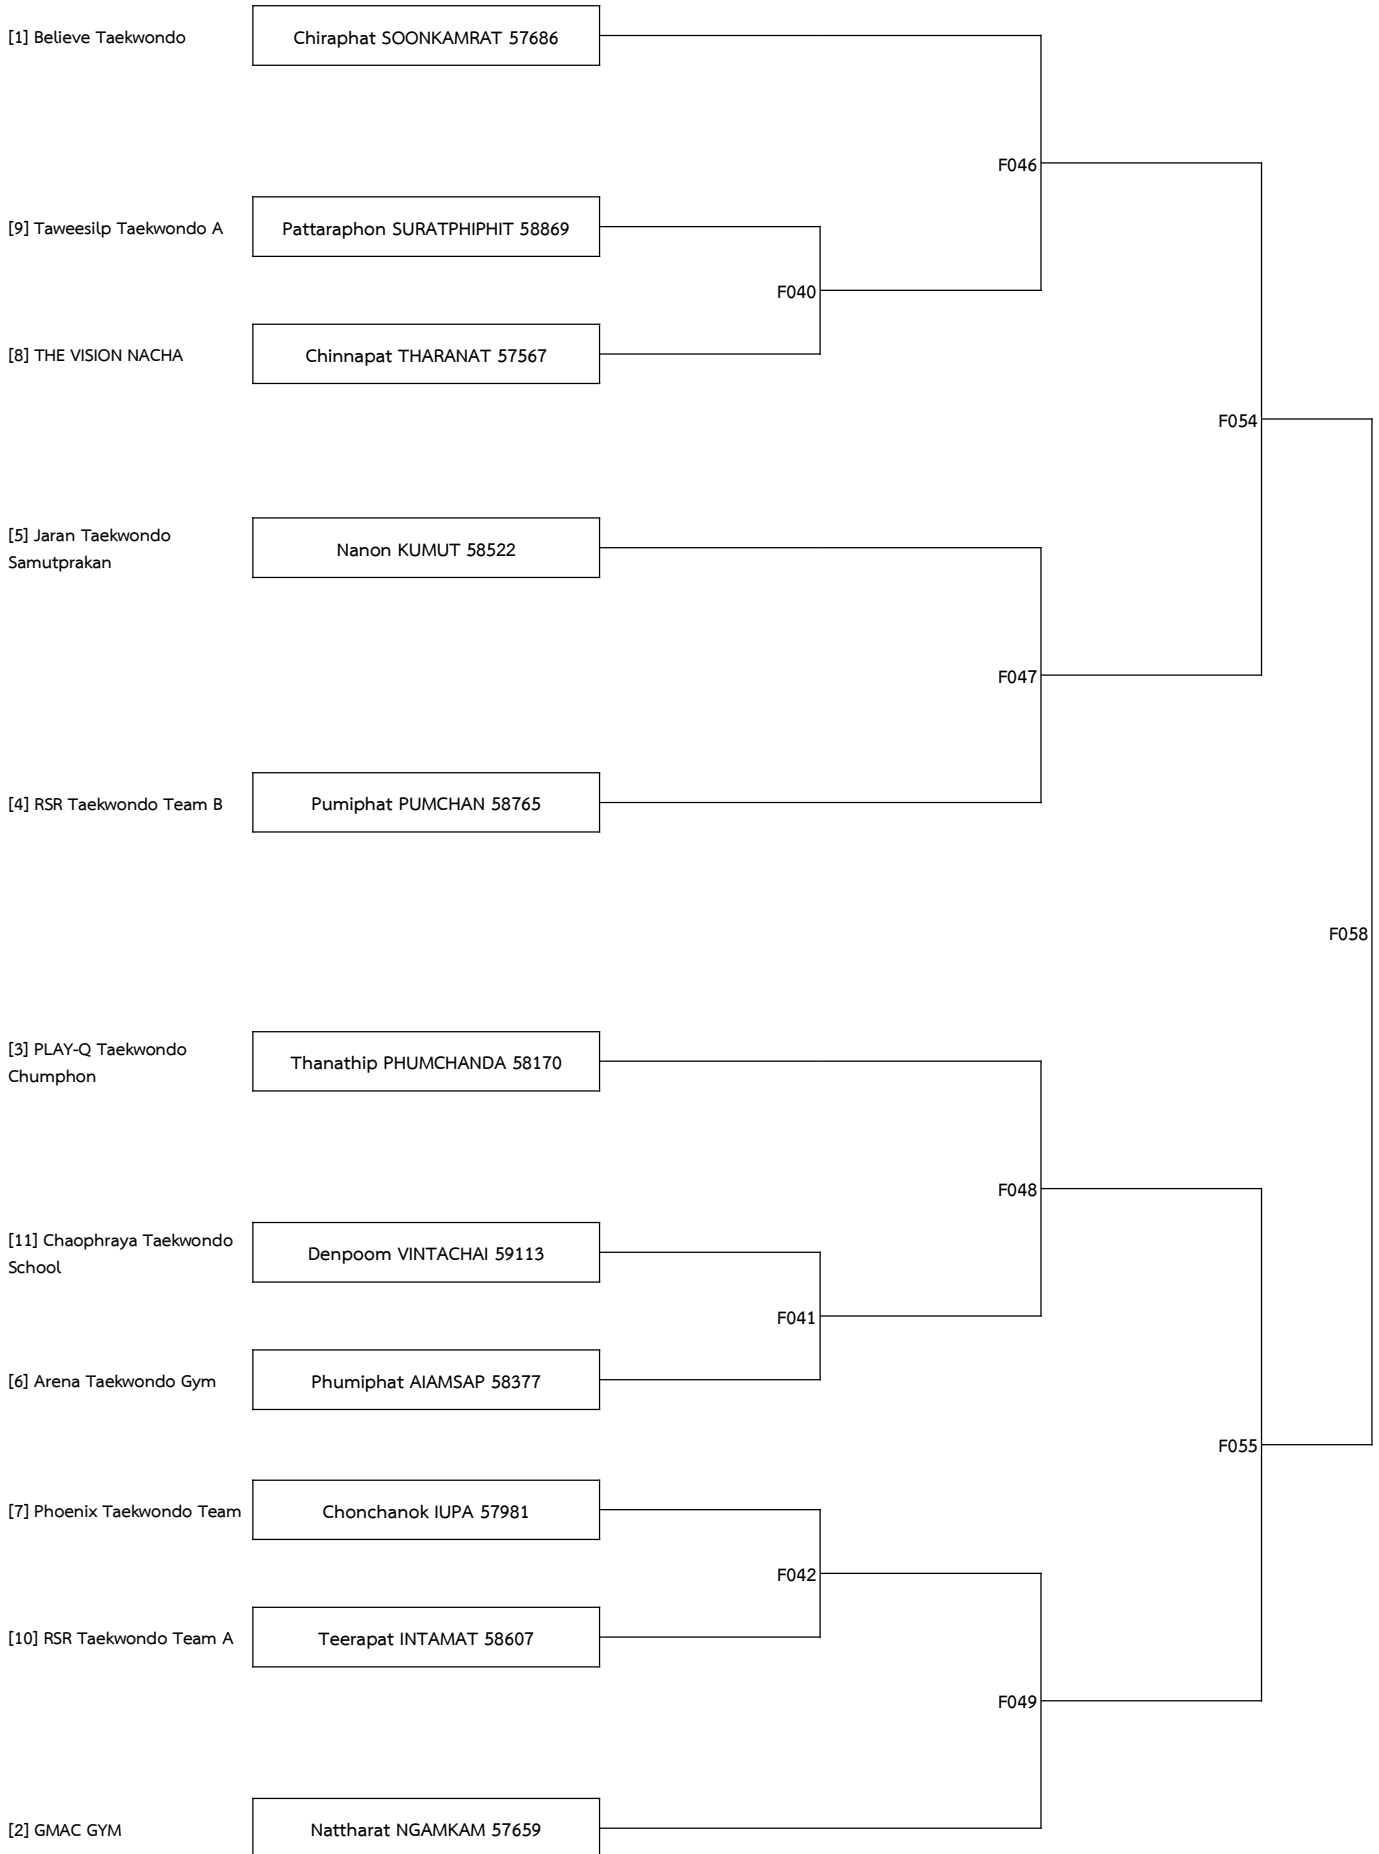 [1] Believe Taekwondo
Chiraphat SOONKAMRAT 57686
F046
[9] Taweesilp Taekwondo A
Pattaraphon SURATPHIPHIT 58869
F040
[8] THE VISION NACHA
Chinnapat THARANAT 57567
F054
[5] Jaran Taekwondo
Samutprakan
Nanon KUMUT 58522
F047
[4] RSR Taekwondo Team B
Pumiphat PUMCHAN 58765
F058
[3] PLAY-Q Taekwondo
Chumphon
Thanathip PHUMCHANDA 58170
F048
[11] Chaophraya Taekwondo
School
Denpoom VINTACHAI 59113
F041
[6] Arena Taekwondo Gym
Phumiphat AIAMSAP 58377
F055
[7] Phoenix Taekwondo Team
Chonchanok IUPA 57981
F042
[10] RSR Taekwondo Team A
Teerapat INTAMAT 58607
F049
[2] GMAC GYM
Nattharat NGAMKAM 57659